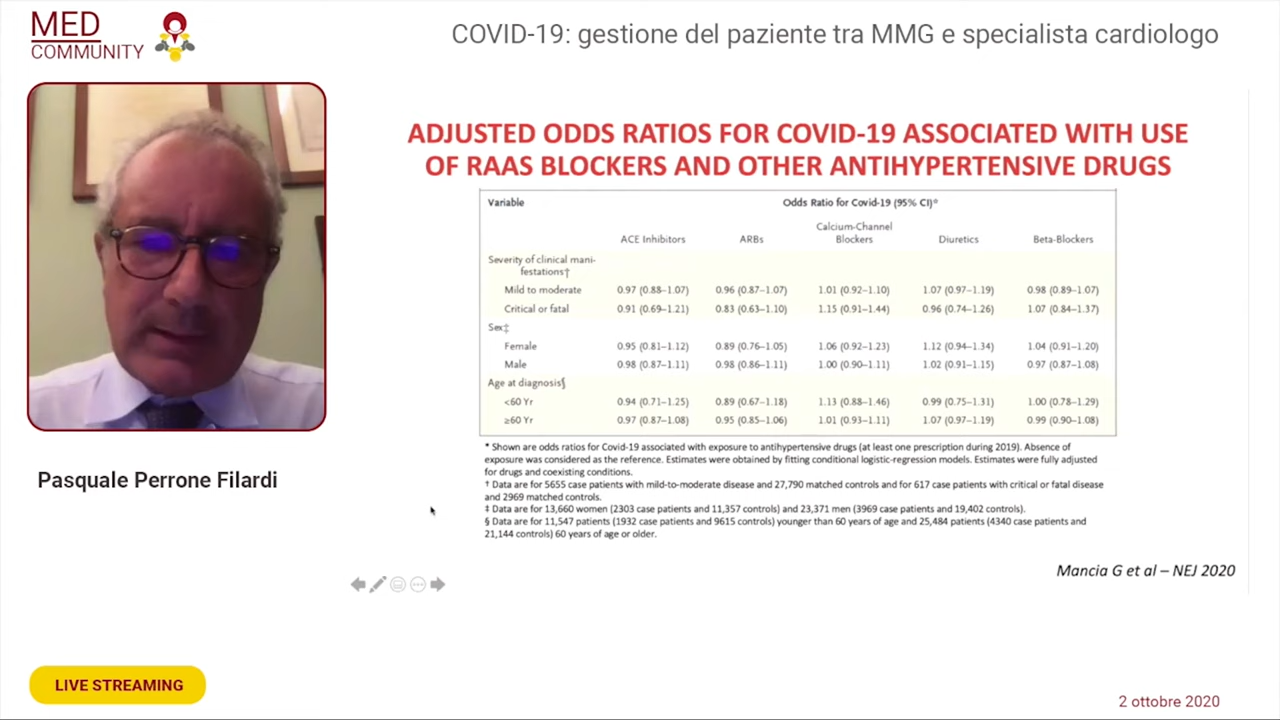 MED
COMMUNITY
COVID-19: gestione del paziente tra MMG e specialista cardiologo
ADJUSTED ODDS RATIOS FOR COVID-19 ASSOCIATED WITH USE
OF RAAS BLOCKERS AND OTHER ANTIHYPERTENSIVE DRUGS
Variable Odds Ratio for Covid-19 (95% CI)*
ACE Inhibitors ARBs Calcium-Channel Blockers Diuretics Beta-Blockers
Severity of clinical mani-
festations†
Mild to moderate 0.97 (0.88–1.07) 0.96 (0.87–1.07) 1.01 (0.92–1.10) 1.07 (0.97–1.19) 0.98 (0.89–1.07)
Critical or fatal 0.91 (0.69–1.21) 0.83 (0.63–1.10) 1.15 (0.91–1.44) 0.96 (0.74–1.26) 1.07 (0.84–1.37)
Sex‡
Female 0.95 (0.81–1.12) 0.89 (0.76–1.05) 1.06 (0.92–1.23) 1.12 (0.94–1.34) 1.04 (0.91–1.20)
Male 0.98 (0.87–1.11) 0.98 (0.86–1.11) 1.00 (0.90–1.11) 1.02 (0.91–1.15) 0.97 (0.87–1.08)
Age at diagnosis§
<60 Yr 0.94 (0.71–1.25) 0.89 (0.67–1.18) 1.13 (0.88–1.46) 0.99 (0.75–1.31) 1.00 (0.78–1.29)
≥60 Yr 0.97 (0.87–1.08) 0.95 (0.85–1.06) 1.01 (0.93–1.11) 1.07 (0.97–1.19) 0.99 (0.90–1.08)
* Shown are odds ratios for Covid-19 associated with exposure to antihypertensive drugs (at least one prescription during 2019). Absence of
exposure was considered as the reference. Estimates were obtained by fitting conditional logistic-regression models. Estimates were fully adjusted
for drugs and coexisting conditions.
† Data are for 5655 case patients with mild-to-moderate disease and 27,790 matched controls and for 617 case patients with critical or fatal disease
and 2969 matched controls.
‡ Data are for 13,660 women (2303 case patients and 11,357 controls) and 23,371 men (3969 case patients and 19,402 controls).
§ Data are for 11,547 patients (1932 case patients and 9615 controls) younger than 60 years of age and 25,484 patients (4340 case patients and
21,144 controls) 60 years of age or older.
Pasquale Perrone Filardi
Mancia G et al – NEJ 2020
LIVE STREAMING
2 ottobre 2020